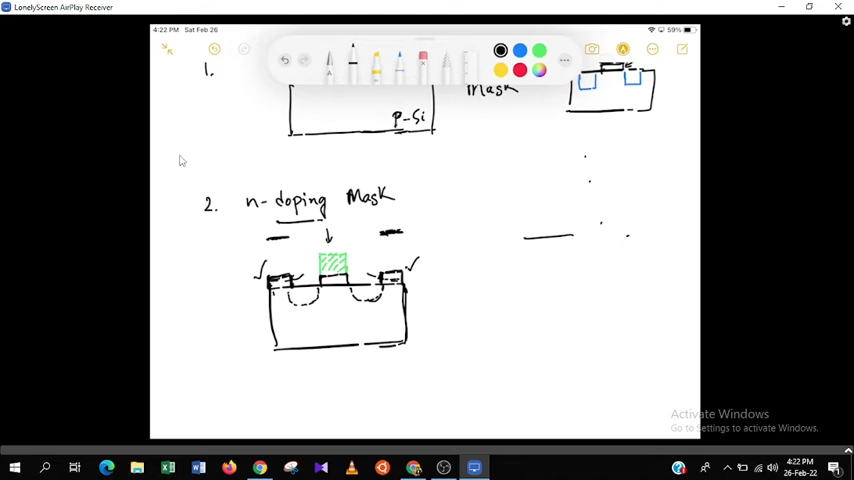 LonelyScreen AirPlay Receiver
4:22 PM Sat Feb 26
59%
A
1.
Mask
p-Si
2. n-doping Mask
Activate Windows
Go to Settings to activate Windows.
4:22 PM
26-Feb-22